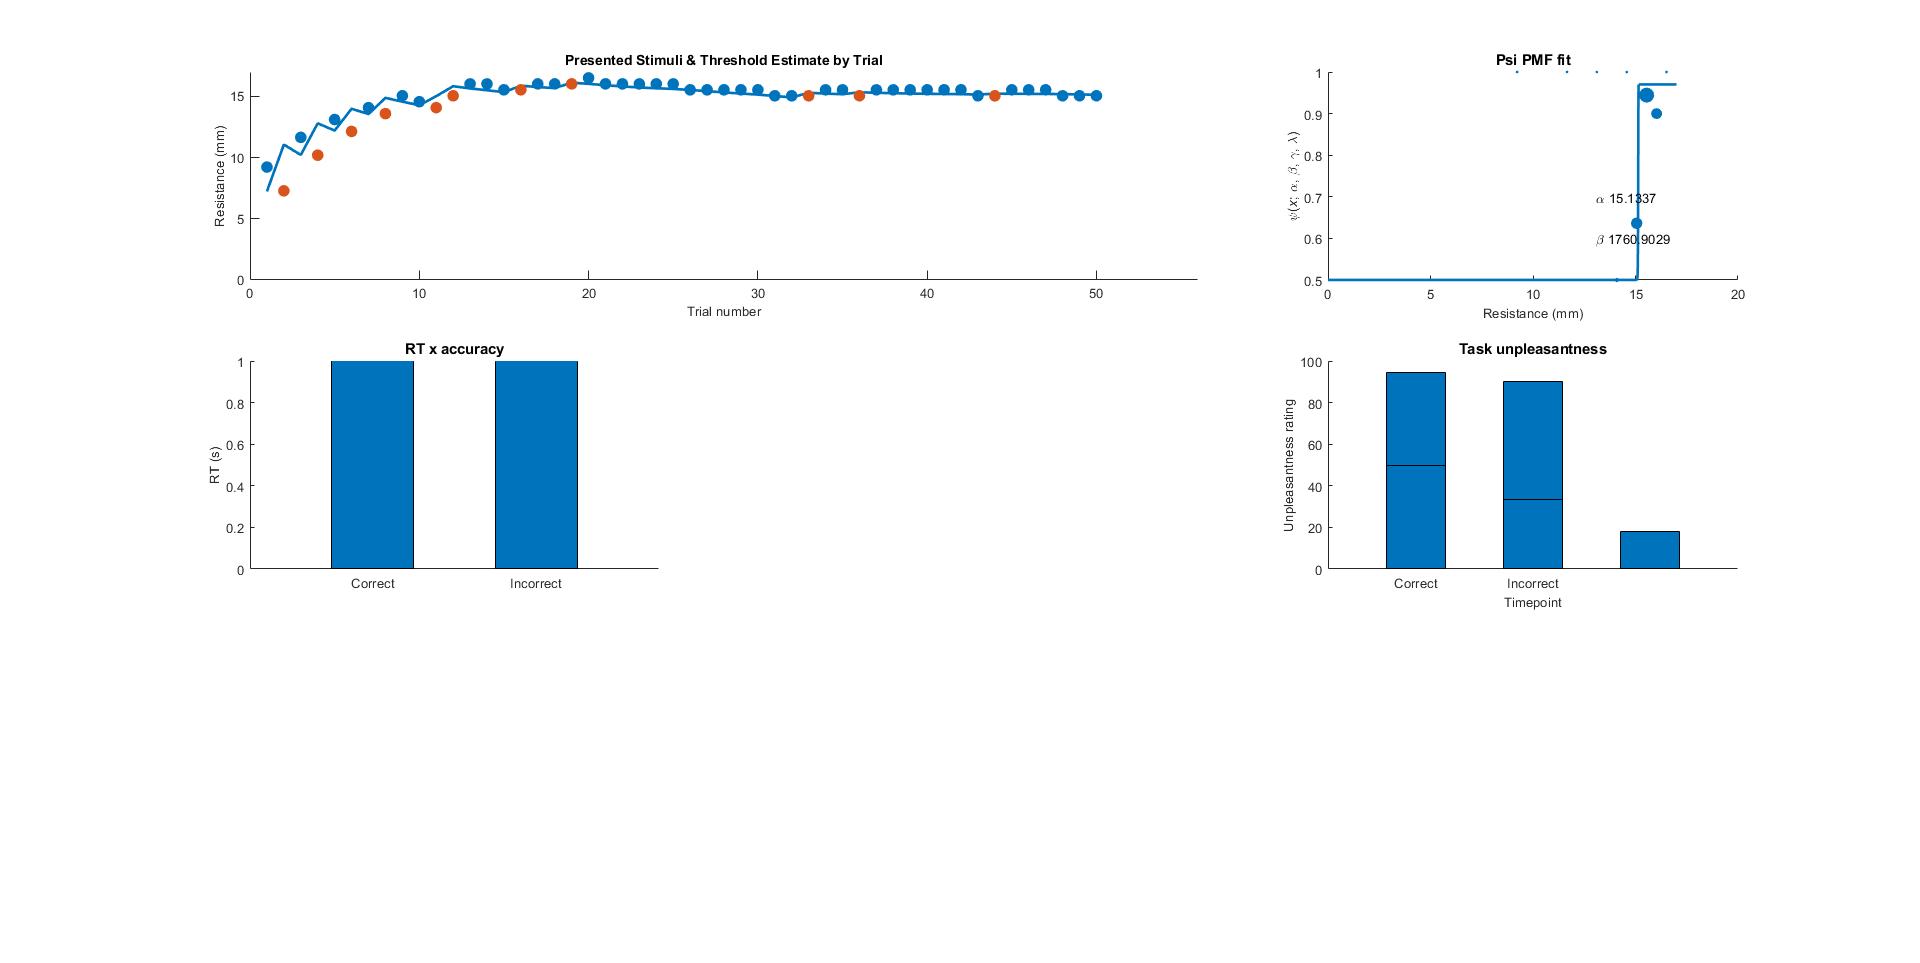 Presented Stimuli & Threshold Estimate by Trial
15
10
5
0
Resistance (mm)
0 10 20 30 40 50
Trial number
Psi PMF fit
1
0.9
0.8
0.7
0.6
0.5
ψ(x; α, β, γ, λ)
α 15.1337
β 1760.9029
0 5 10 15 20
Resistance (mm)
RT x accuracy
1
0.8
0.6
0.4
0.2
0
RT (s)
Correct Incorrect
Task unpleasantness
100
80
60
40
20
0
Unpleasantness rating
Correct Incorrect
Timepoint